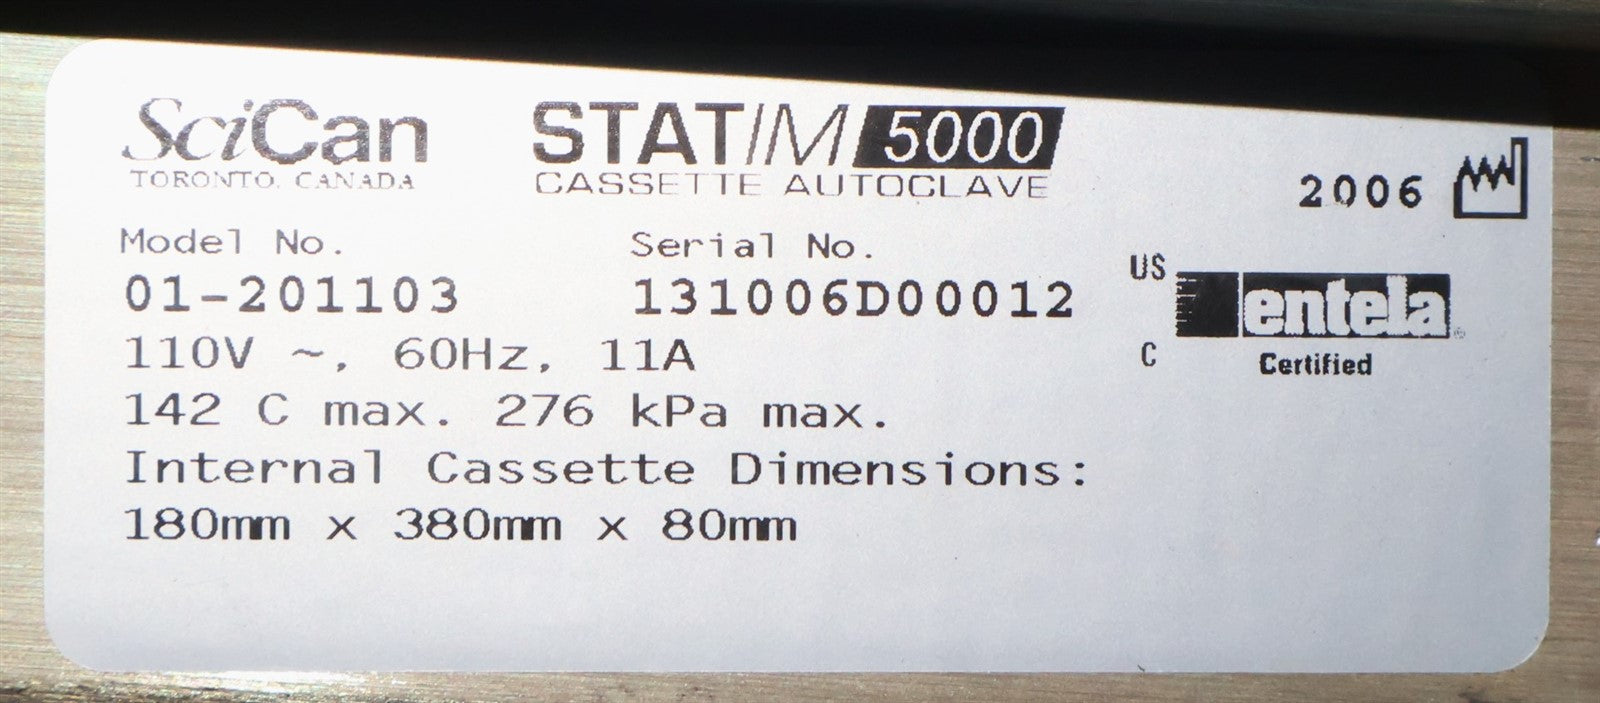 SciCan
TORONTO, CANADA
STATIM 5000
CASSETTE AUTOCLAVE
2006
Model No.
01-201103
Serial No.
131006D00012
110V ~, 60Hz, 11A
142 C max. 276 kPa max.
Internal Cassette Dimensions:
180mm x 380mm x 80mm
US
entela®
C
Certified